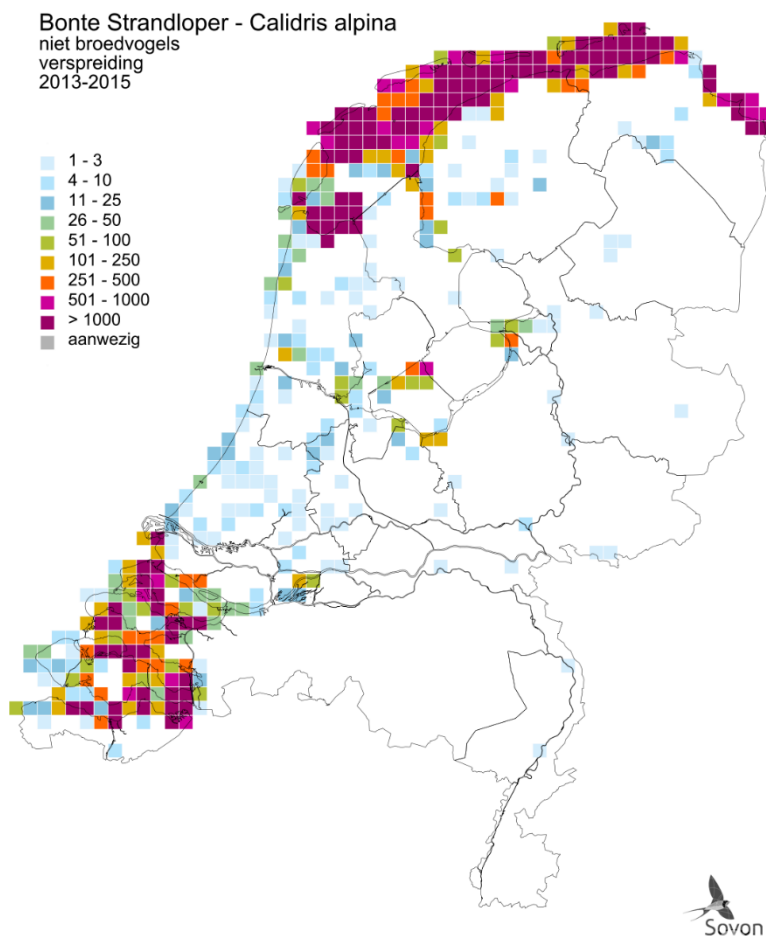 Bonte Strandloper - Calidris alpina
niet broedvogels
verspreiding
2013-2015
1 - 3
4 - 10
11 - 25
26 - 50
51 - 100
101 - 250
251 - 500
501 - 1000
> 1000
aanwezig
Sovon